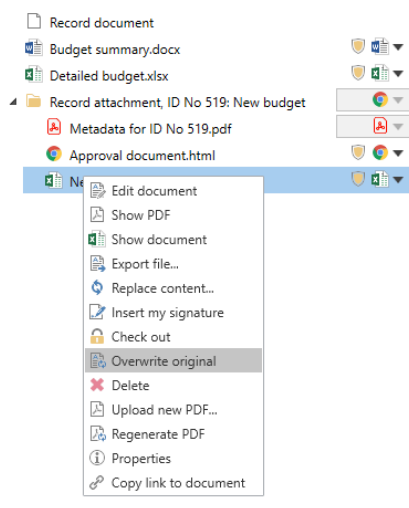 Record document
Budget summary.docx
Detailed budget.xlsx
Record attachment, ID No 519: New budget
Metadata for ID No 519.pdf
Approval document.html
Edit document
Show PDF
Show document
Export file...
Replace content...
Insert my signature
Check out
Overwrite original
Delete
Upload new PDF...
Regenerate PDF
Properties
Copy link to document